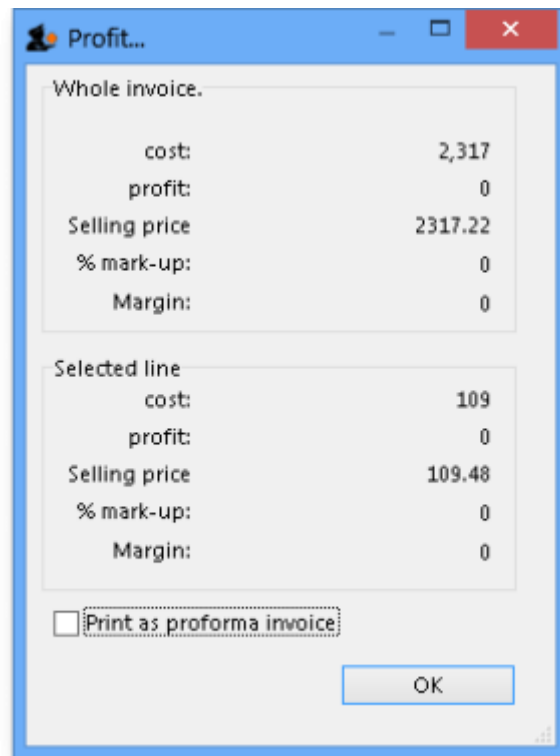 Profit...
Whole invoice.
cost: 2,317
profit: 0
Selling price 2317.22
% mark-up: 0
Margin: 0
Selected line
cost: 109
profit: 0
Selling price 109.48
% mark-up: 0
Margin: 0
Print as proforma invoice
OK